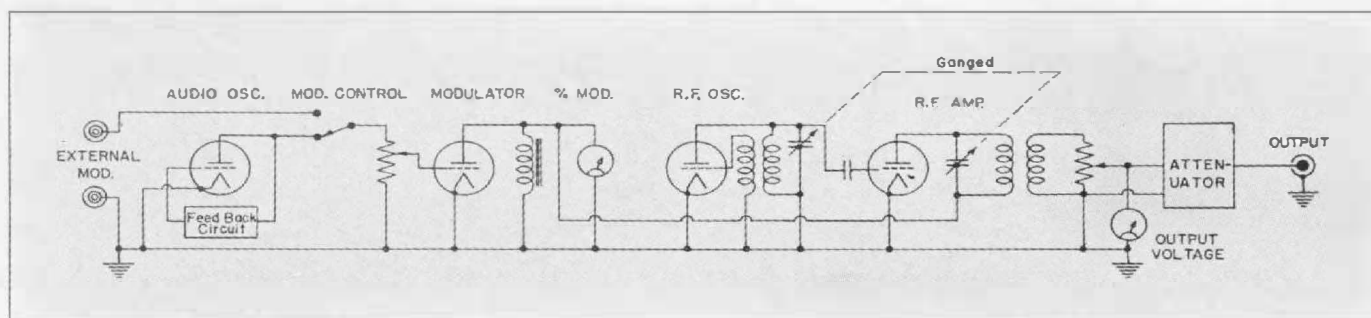 Ganged
AUDIO OSC.
MOD. CONTROL
MODULATOR
% MOD.
R.F. OSC.
R.F. AMP.
EXTERNAL
MOD.
Feed Back
Circuit
ATTEN-
UATOR
OUTPUT
OUTPUT
VOLTAGE